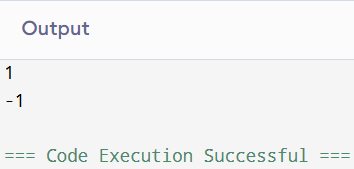 Output
1
-1
=== Code Execution Successful ===